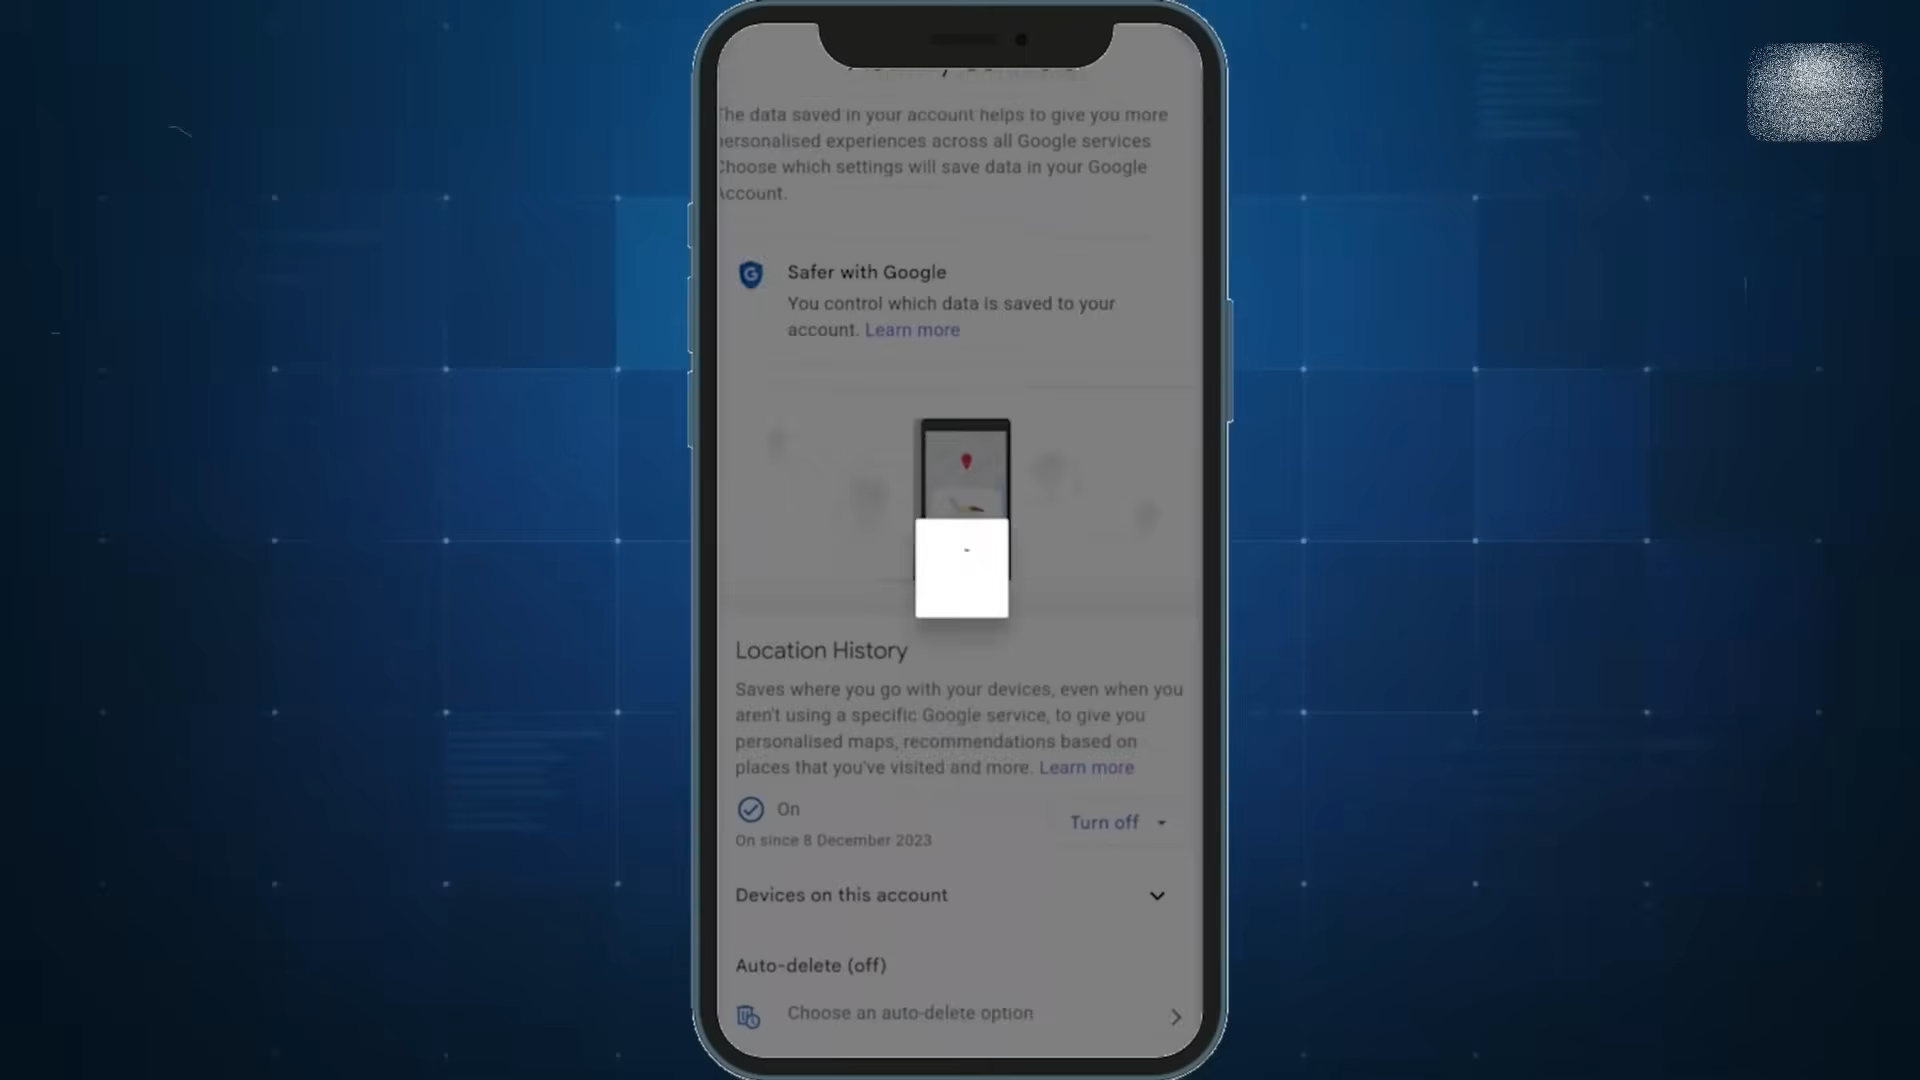 The data saved in your account helps to give you more
personalised experiences across all Google services
Choose which settings will save data in your Google
Account.
Safer with Google
You control which data is saved to your
account. Learn more
Location History
Saves where you go with your devices, even when you
aren't using a specific Google service, to give you
personalised maps, recommendations based on
places that you've visited and more. Learn more
On
Turn off
On since 8 December 2023
Devices on this account
Auto-delete (off)
Choose an auto-delete option